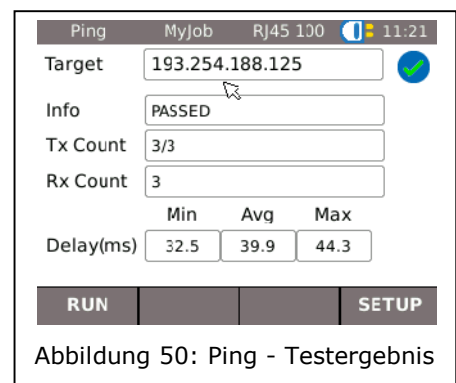 Ping MyJob RJ45 100 11:21
Target 193.254.188.125
Info PASSED
Tx Count 3/3
Rx Count 3
Min Avg Max
Delay(ms) 32.5 39.9 44.3
RUN SETUP
Abbildung 50: Ping - Testergebnis